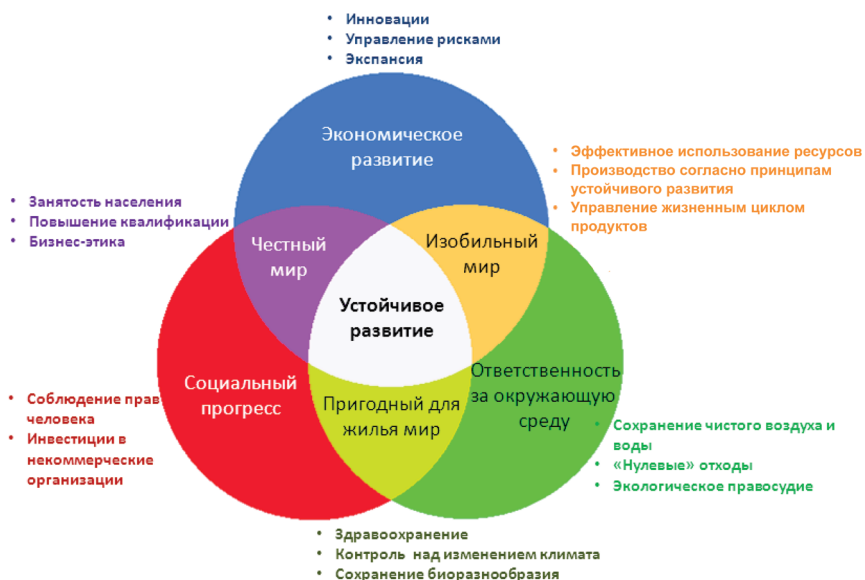 • Инновации
• Управление рисками
• Экспансия
Экономическое
развитие
• Эффективное использование ресурсов
• Производство согласно принципам
устойчивого развития
• Управление жизненным циклом
продуктов
• Занятость населения
• Повышение квалификации
• Бизнес-этика
Честный
мир
Изобильный
мир
Устойчивое
развитие
Социальный
прогресс
Пригодный для
жилья мир
Ответственность
за окружающую
среду
• Соблюдение прав
человека
• Инвестиции в
некоммерческие
организации
• Сохранение чистого воздуха и
воды
• «Нулевые» отходы
• Экологическое правосудие
• Здравоохранение
• Контроль над изменением климата
• Сохранение биоразнообразия